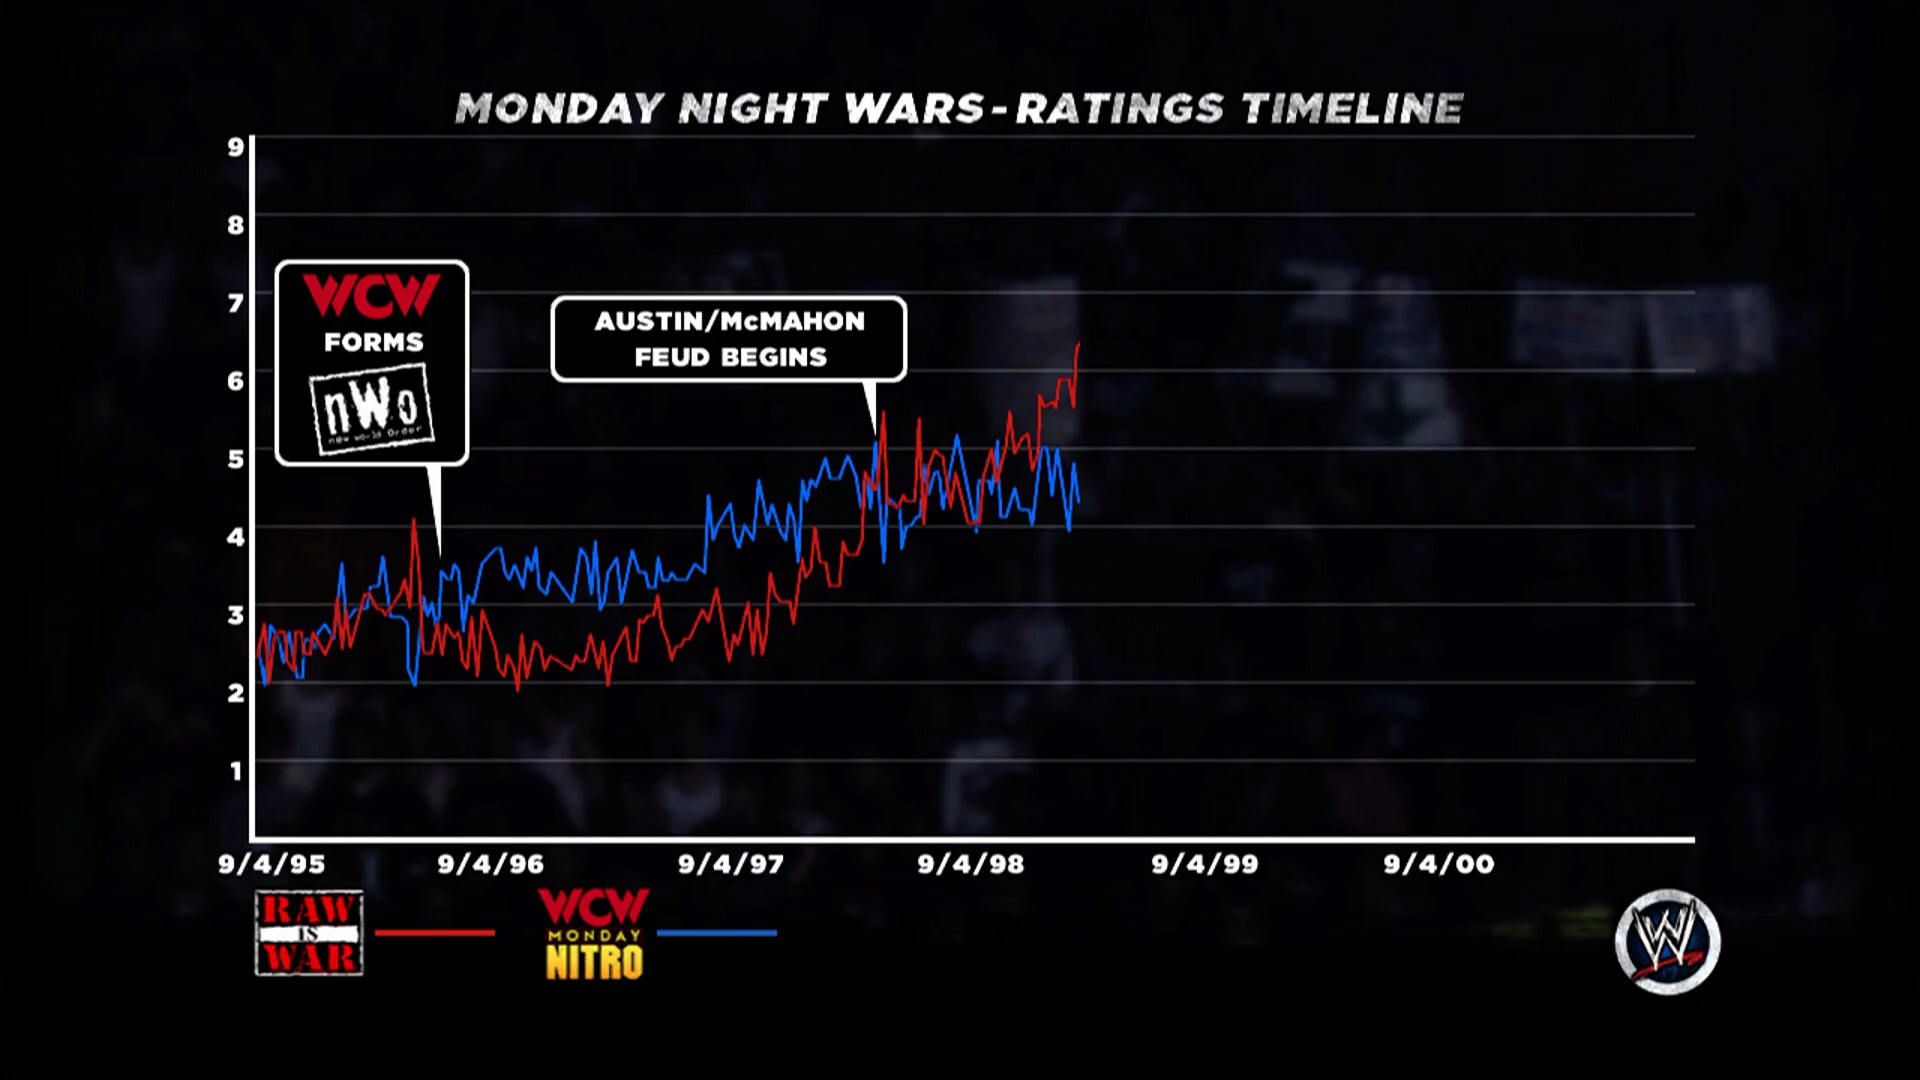 MONDAY NIGHT WARS-RATINGS TIMELINE
9
8
7
6
5
4
3
2
1
WCW
FORMS
nWo
new world Order
AUSTIN/McMAHON
FEUD BEGINS
9/4/95 9/4/96 9/4/97 9/4/98 9/4/99 9/4/00
RAW
IS
WAR
WCW
MONDAY
NITRO
W